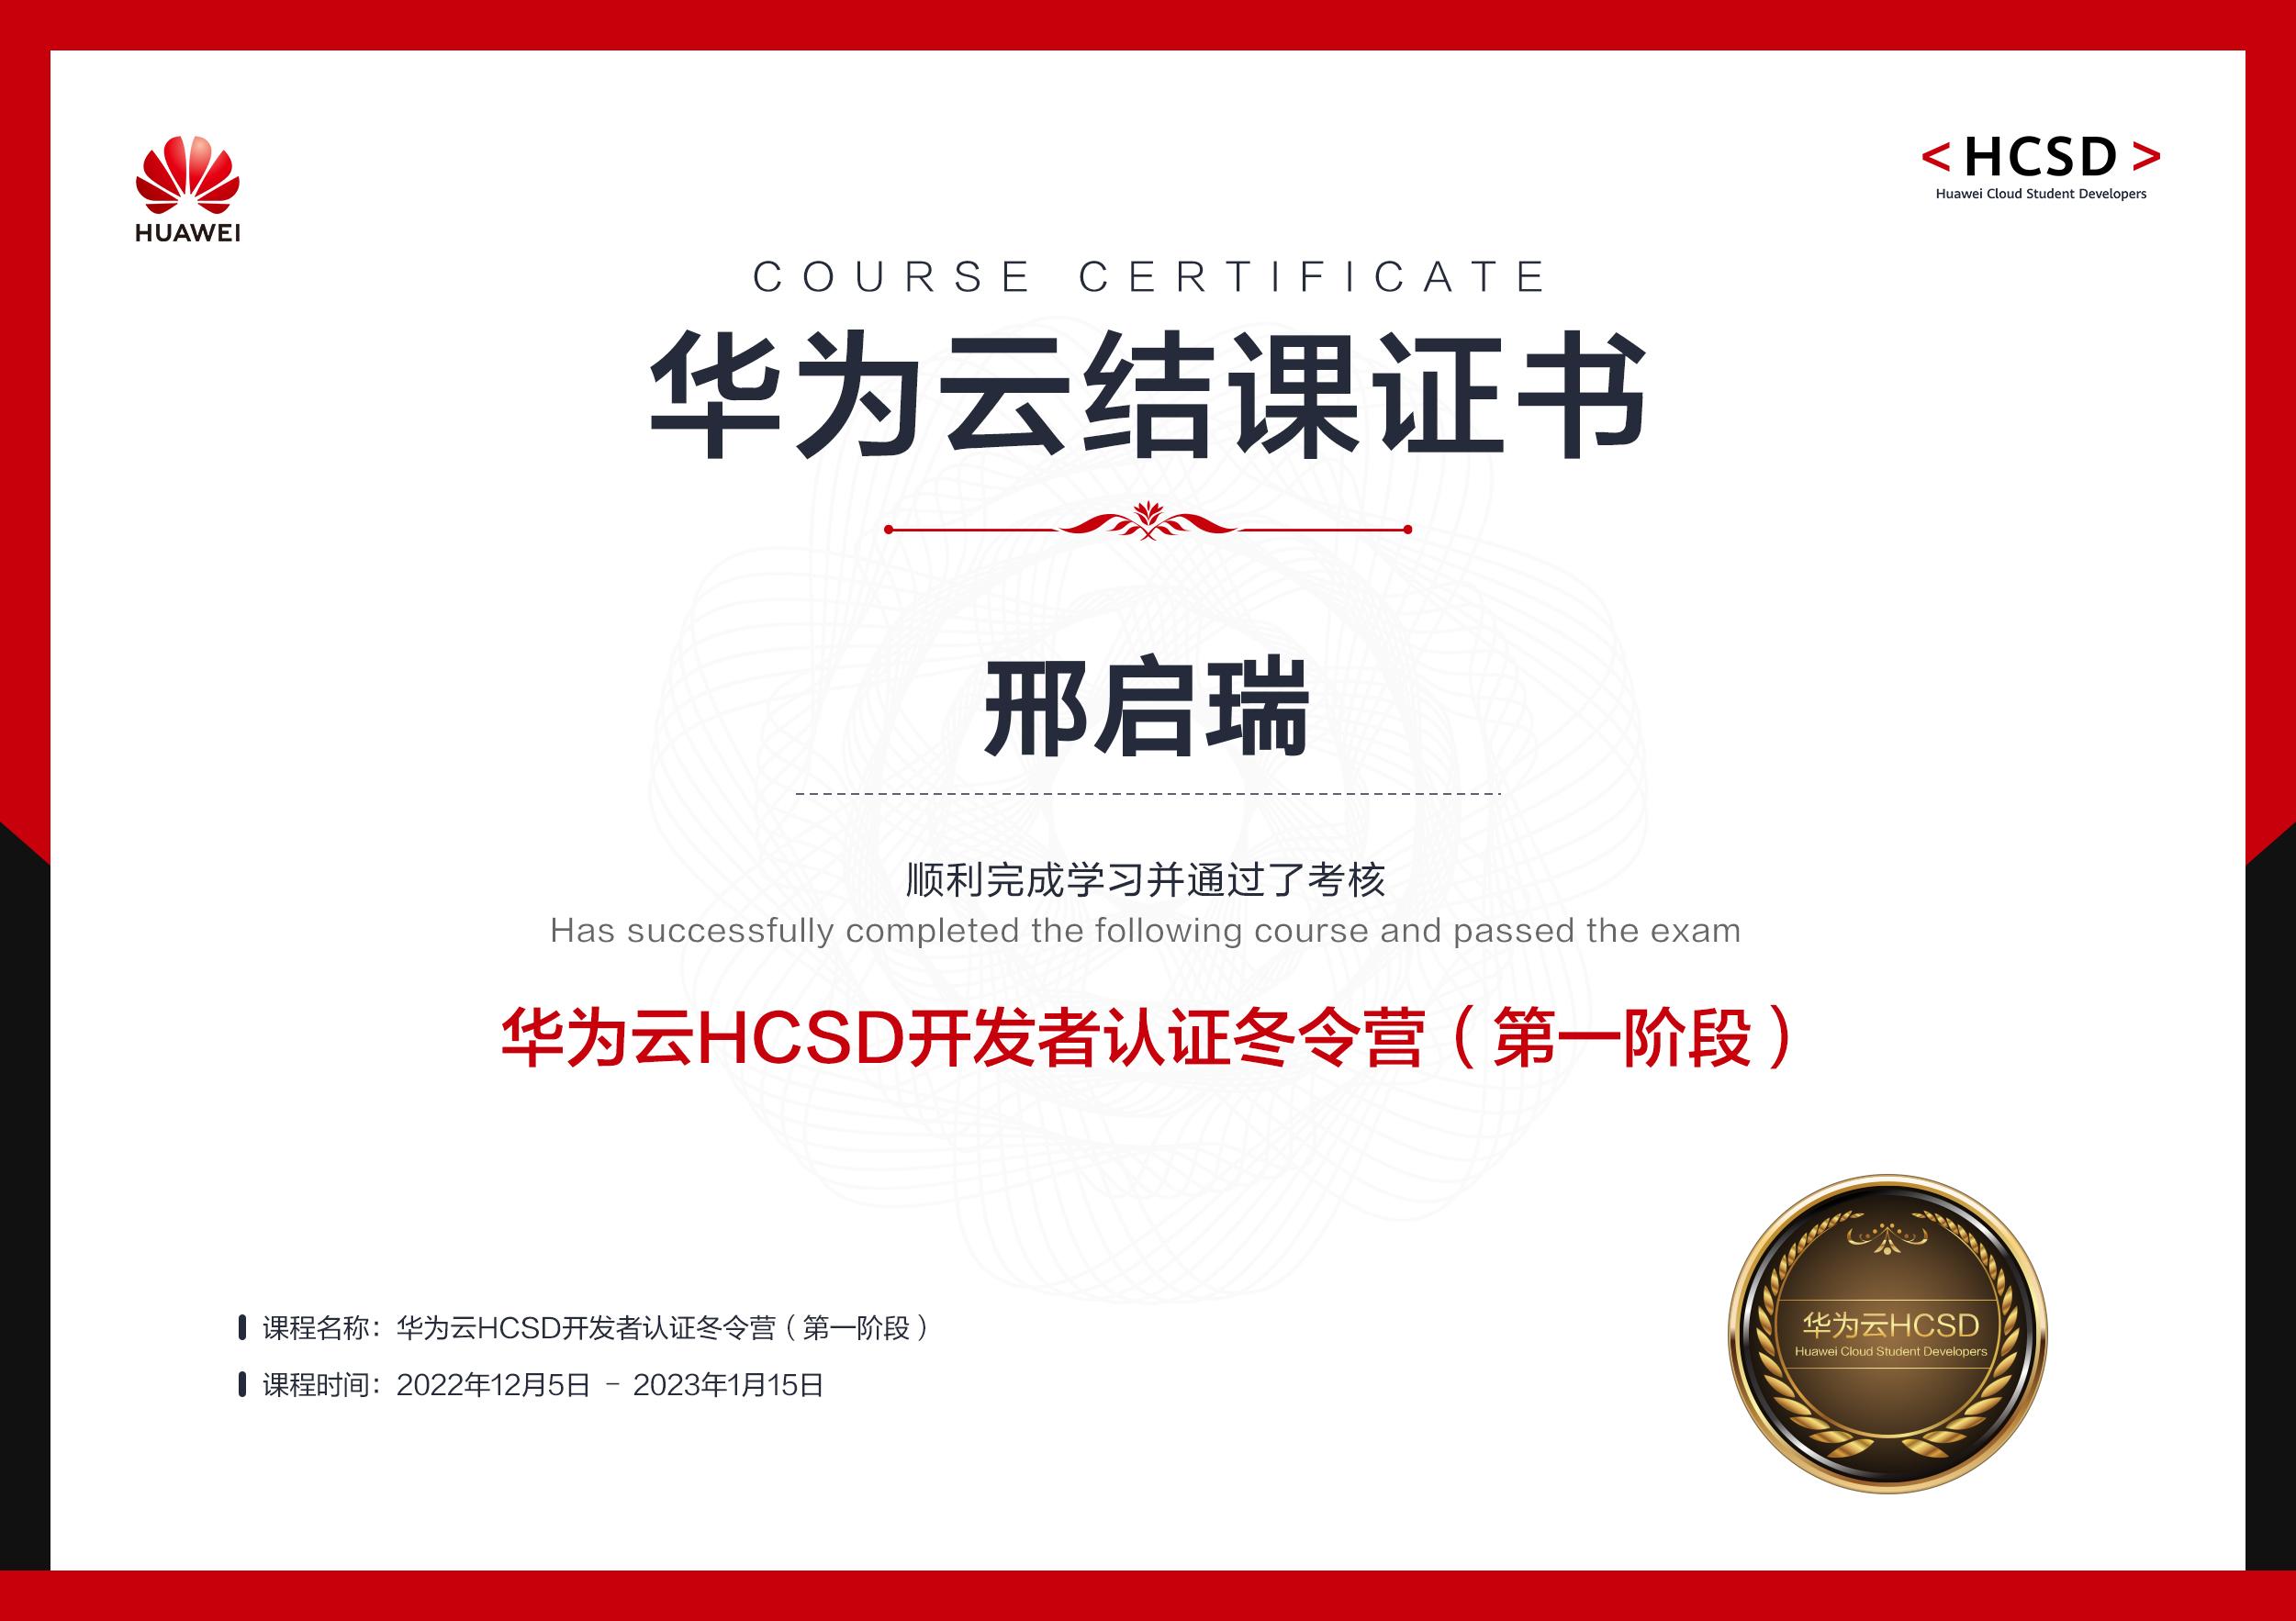 HUAWEI
<HCSD>
Huawei Cloud Student Developers
COURSE CERTIFICATE
华为云结课证书
邢启瑞
顺利完成学习并通过了考核
Has successfully completed the following course and passed the exam
华为云HCSD开发者认证冬令营（第一阶段）
课程名称：华为云HCSD开发者认证冬令营（第一阶段）
课程时间：2022年12月5日 - 2023年1月15日
华为云HCSD
Huawei Cloud Student Developers